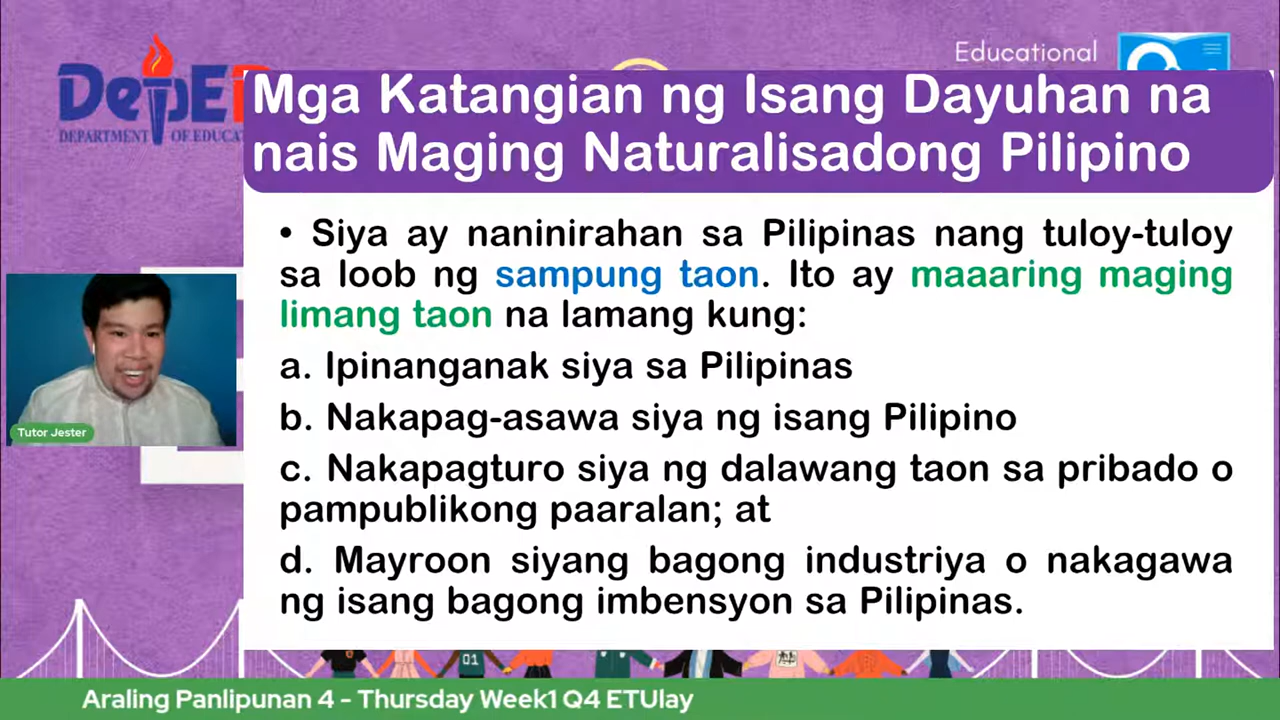 Educational
DepE
DEPARTMENT OF EDUCAT
Mga Katangian ng Isang Dayuhan na
nais Maging Naturalisadong Pilipino
• Siya ay naninirahan sa Pilipinas nang tuloy-tuloy
sa loob ng sampung taon. Ito ay maaaring maging
limang taon na lamang kung:
a. Ipinanganak siya sa Pilipinas
b. Nakapag-asawa siya ng isang Pilipino
c. Nakapagturo siya ng dalawang taon sa pribado o
pampublikong paaralan; at
d. Mayroon siyang bagong industriya o nakagawa
ng isang bagong imbensyon sa Pilipinas.
Tutor Jester
01
Araling Panlipunan 4 - Thursday Week1 Q4 ETUlay